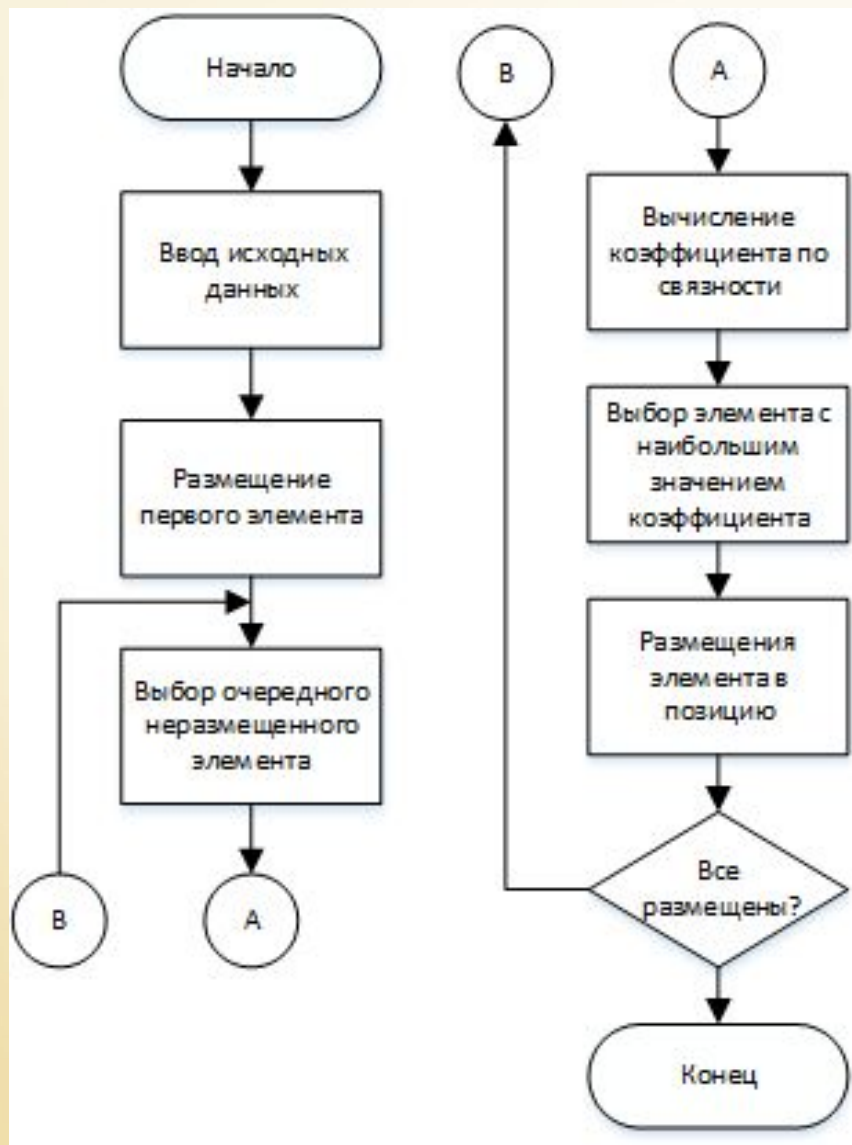 Начало
Ввод исходных
данных
Размещение
первого элемента
Выбор очередного
неразмещенного
элемента
В
А
В
А
Вычисление
коэффициента по
связности
Выбор элемента с
наибольшим
значением
коэффициента
Размещения
элемента в
позицию
Все
размещены?
Конец